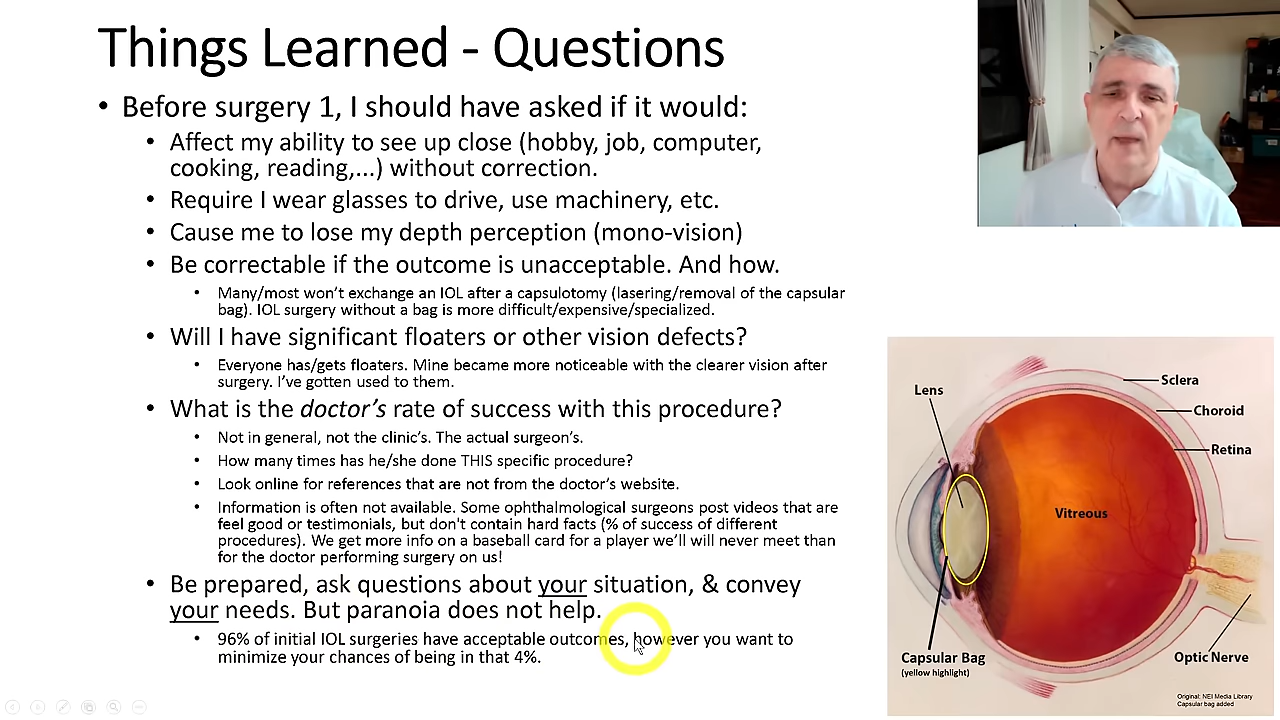 Things Learned - Questions
• Before surgery 1, I should have asked if it would:
• Affect my ability to see up close (hobby, job, computer,
cooking, reading,...) without correction.
• Require I wear glasses to drive, use machinery, etc.
• Cause me to lose my depth perception (mono-vision)
• Be correctable if the outcome is unacceptable. And how.
• Many/most won't exchange an IOL after a capsulotomy (lasering/removal of the capsular
bag). IOL surgery without a bag is more difficult/expensive/specialized.
• Will I have significant floaters or other vision defects?
• Everyone has/gets floaters. Mine became more noticeable with the clearer vision after
surgery. I've gotten used to them.
• What is the doctor's rate of success with this procedure?
• Not in general, not the clinic's. The actual surgeon's.
• How many times has he/she done THIS specific procedure?
• Look online for references that are not from the doctor's website.
• Information is often not available. Some ophthalmological surgeons post videos that are
feel good or testimonials, but don't contain hard facts (% of success of different
procedures). We get more info on a baseball card for a player we'll will never meet than
for the doctor performing surgery on us!
• Be prepared, ask questions about your situation, & convey
your needs. But paranoia does not help.
• 96% of initial IOL surgeries have acceptable outcomes, however you want to
minimize your chances of being in that 4%.
Lens
Sclera
Choroid
Retina
Vitreous
Capsular Bag
(yellow highlight)
Optic Nerve
Original: NEI Media Library
Capsular bag added